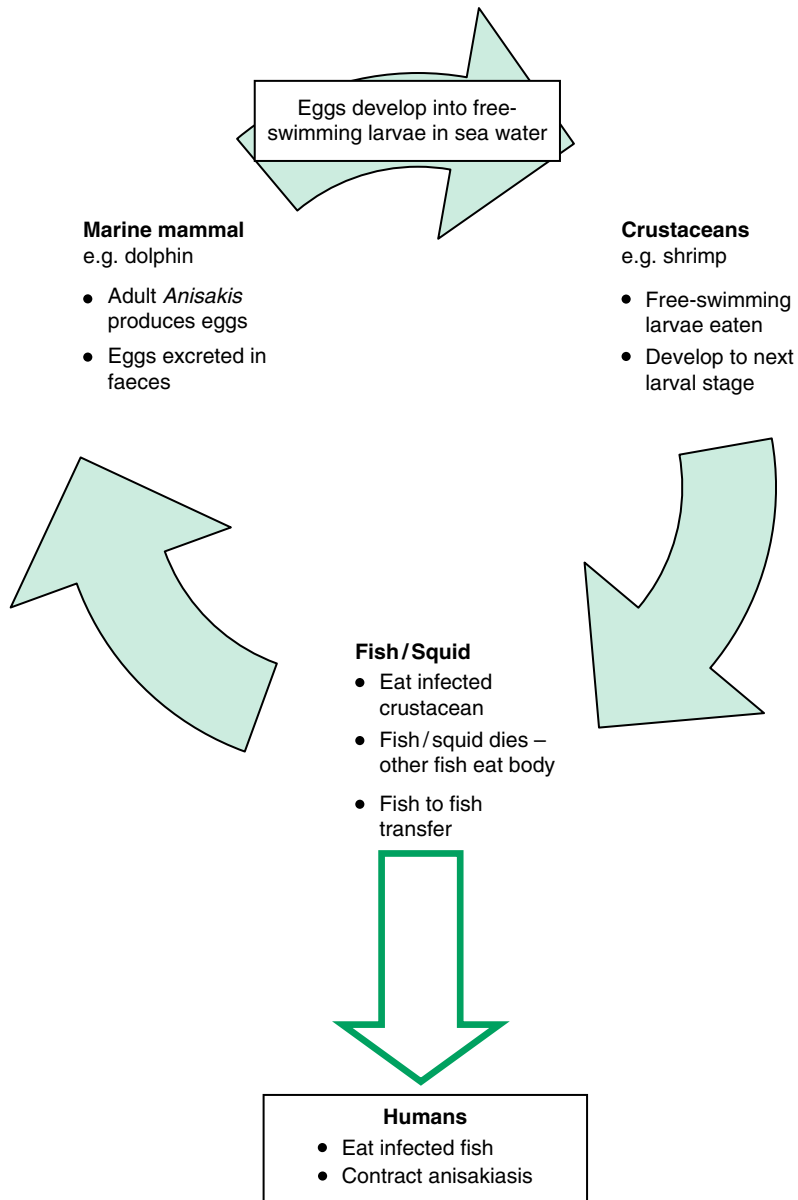 Eggs develop into free-
swimming larvae in sea water
Marine mammal
e.g. dolphin
● Adult Anisakis
produces eggs
● Eggs excreted in
faeces
Crustaceans
e.g. shrimp
● Free-swimming
larvae eaten
● Develop to next
larval stage
Fish/Squid
● Eat infected
crustacean
● Fish/squid dies –
other fish eat body
● Fish to fish
transfer
Humans
● Eat infected fish
● Contract anisakiasis